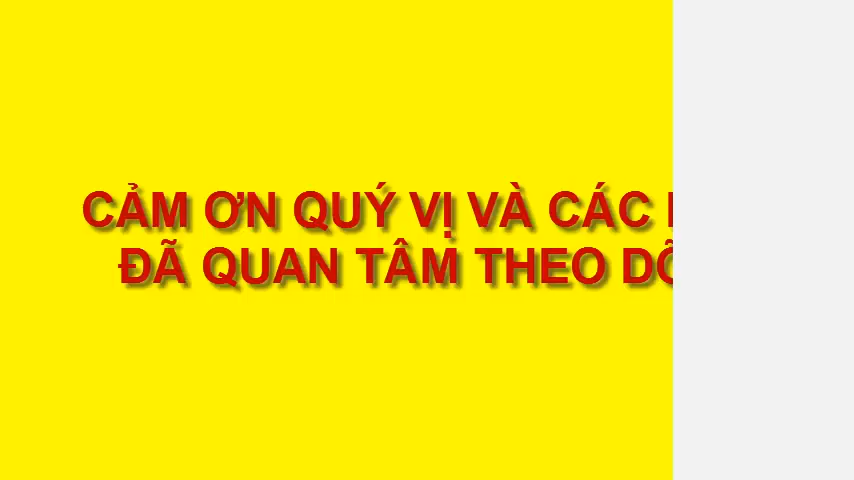 CẢM ƠN QUÝ VỊ VÀ CÁC
ĐÃ QUAN TÂM THEO